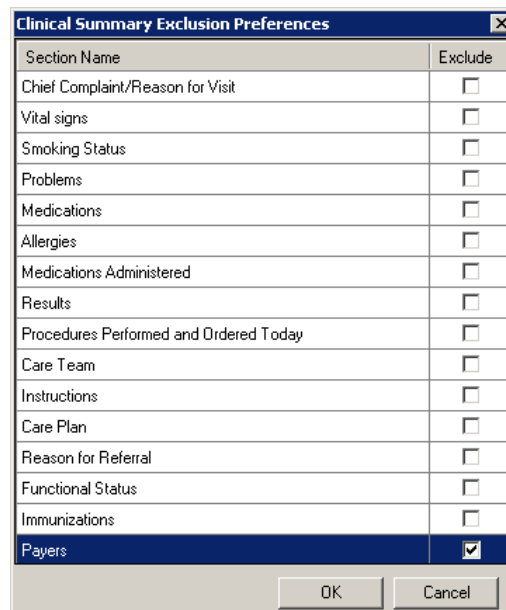 Clinical Summary Exclusion Preferences
Section Name Exclude
Chief Complaint/Reason for Visit
Vital signs
Smoking Status
Problems
Medications
Allergies
Medications Administered
Results
Procedures Performed and Ordered Today
Care Team
Instructions
Care Plan
Reason for Referral
Functional Status
Immunizations
Payers
OK Cancel